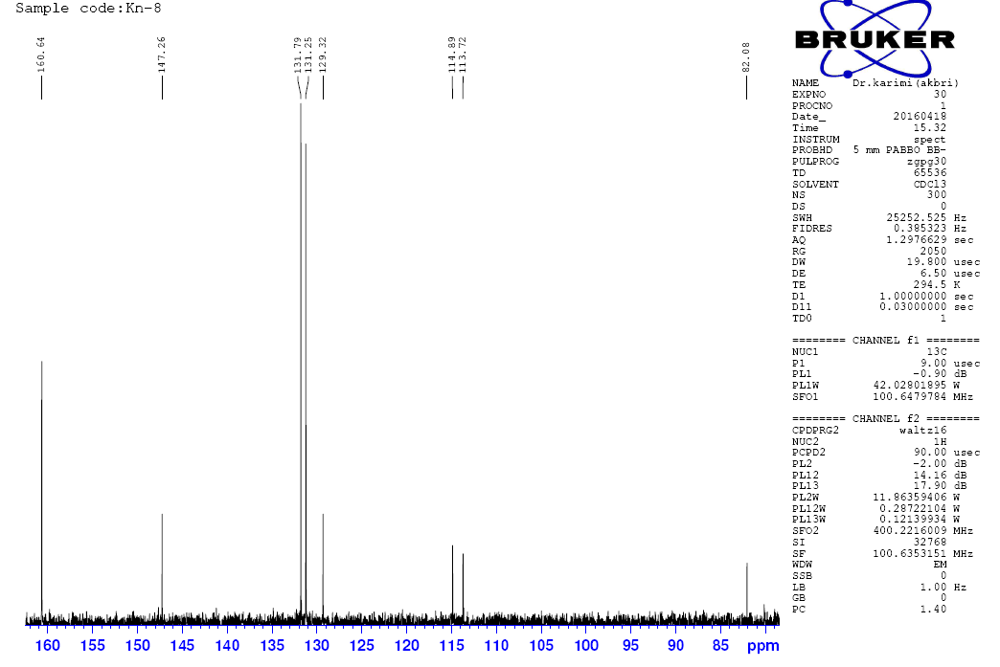 Sample code:Kn-8
160.64
147.26
131.79
131.25
129.32
114.89
113.72
82.08
160 155 150 145 140 135 130 125 120 115 110 105 100 95 90 85 ppm
BRUKER
NAME Dr.karimi(akbri)
EXPNO 30
PROCNO 1
Date_ 20160418
Time 15.32
INSTRUM spect
PROBHD 5 mm PABBO BB-
PULPROG zgpg30
TD 65536
SOLVENT CDCl3
NS 300
DS 0
SWH 25252.525 Hz
FIDRES 0.385323 Hz
AQ 1.2976629 sec
RG 2050
DW 19.800 usec
DE 6.50 usec
TE 294.5 K
D1 1.00000000 sec
D11 0.03000000 sec
TD0 1
======== CHANNEL f1 ========
NUC1 13C
P1 9.00 usec
PL1 -0.90 dB
PL1W 42.02801895 W
SFO1 100.6479784 MHz
======== CHANNEL f2 ========
CPDPRG2 waltz16
NUC2 1H
PCPD2 90.00 usec
PL2 -2.00 dB
PL12 14.16 dB
PL13 17.90 dB
PL2W 11.86359406 W
PL12W 0.28722104 W
PL13W 0.12139934 W
SFO2 400.2216009 MHz
SI 32768
SF 100.6353151 MHz
WDW EM
SSB 0
LB 1.00 Hz
GB 0
PC 1.40